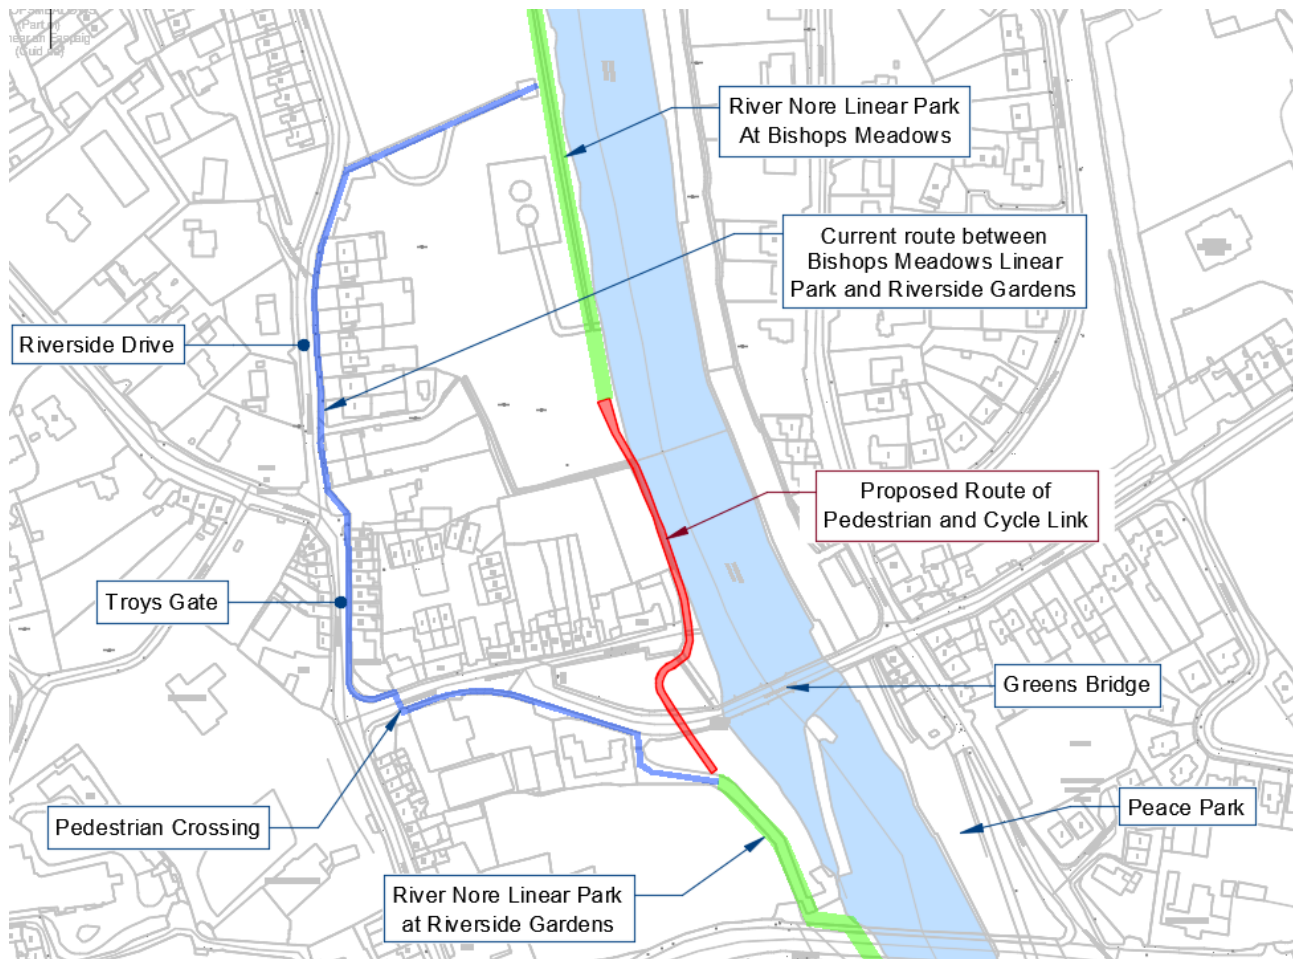 (Part of)
River Nore Linear Park
At Bishops Meadows
Current route between
Bishops Meadows Linear
Park and Riverside Gardens
Riverside Drive
Proposed Route of
Pedestrian and Cycle Link
Troys Gate
Greens Bridge
Pedestrian Crossing
Peace Park
River Nore Linear Park
at Riverside Gardens